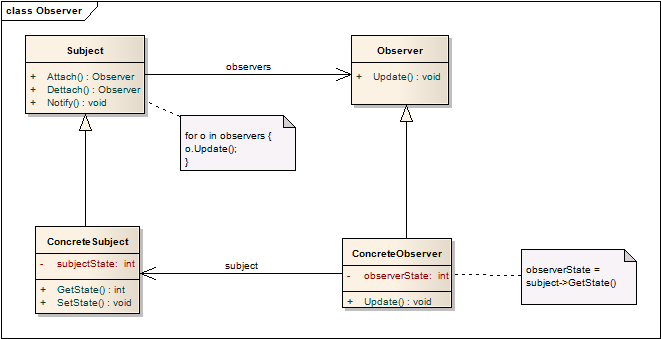 class Observer
Subject
+ Attach() : Observer
+ Dettach() : Observer
+ Notify() : void
observers
Observer
+ Update() : void
for o in observers {
o.Update();
}
ConcreteSubject
- subjectState: int
+ GetState() : int
+ SetState() : void
subject
ConcreteObserver
- observerState: int
+ Update() : void
observerState =
subject->GetState()